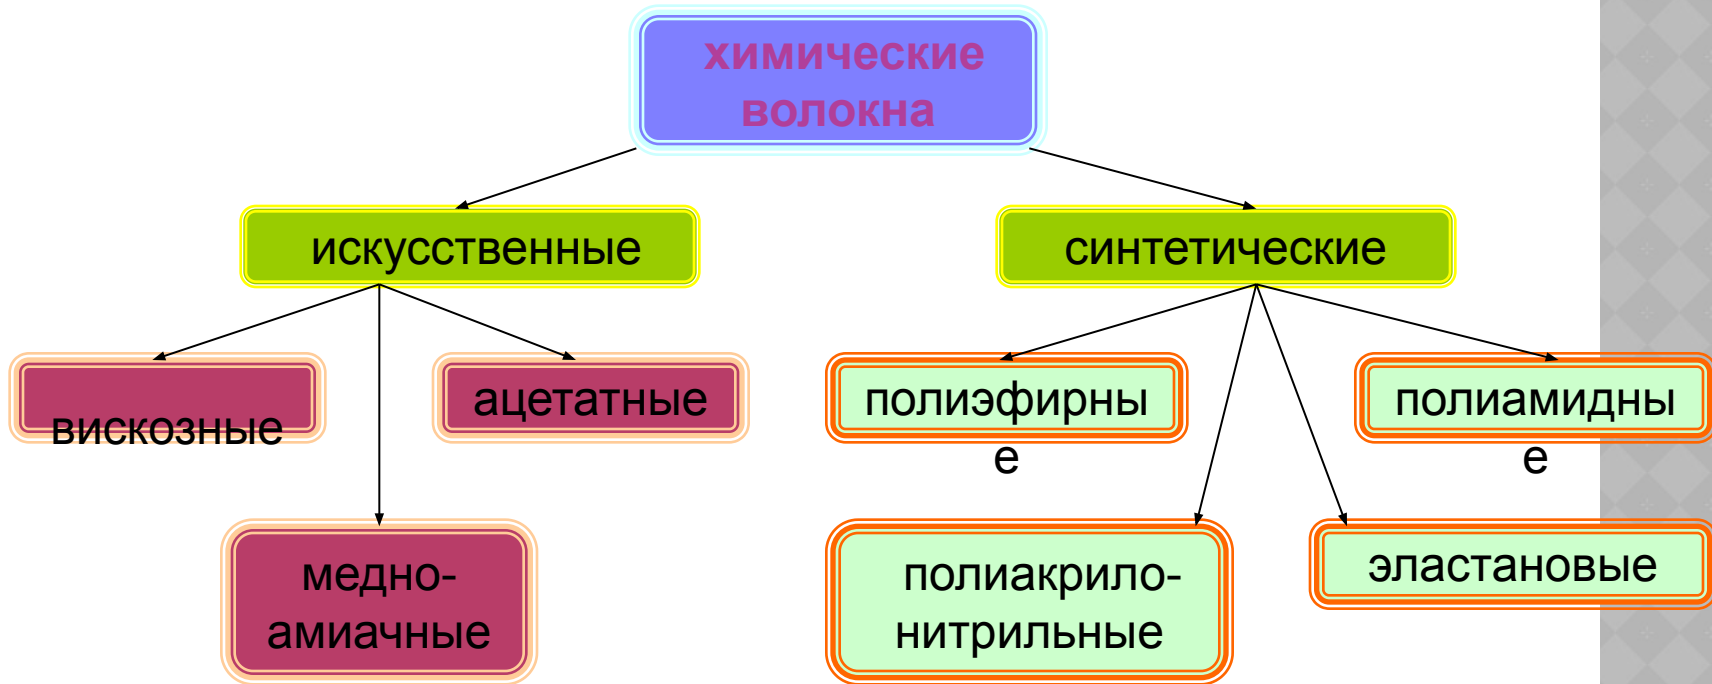 химические
волокна
искусственные
синтетические
вискозные
ацетатные
полиэфирны
е
полиамидны
е
медно-
амиачные
полиакрило-
нитрильные
эластановые